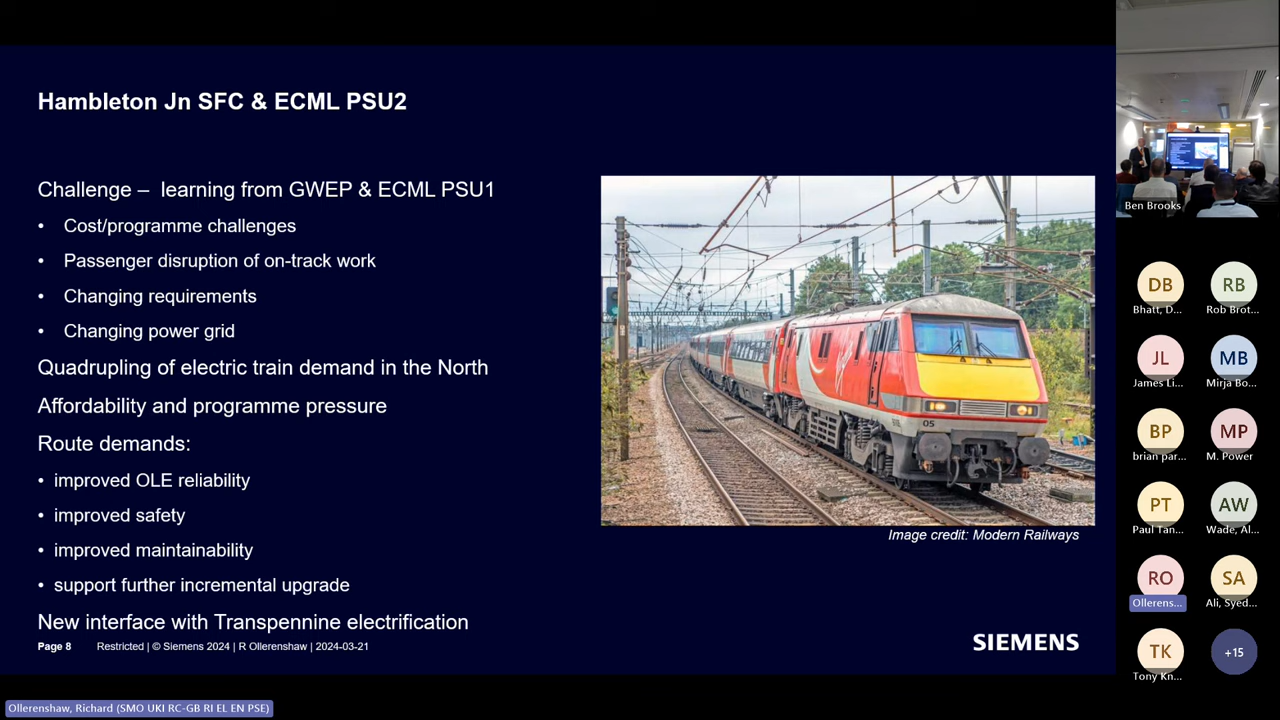 Hambleton Jn SFC & ECML PSU2
Challenge – learning from GWEP & ECML PSU1
• Cost/programme challenges
• Passenger disruption of on-track work
• Changing requirements
• Changing power grid
Quadrupling of electric train demand in the North
Affordability and programme pressure
Route demands:
• improved OLE reliability
• improved safety
• improved maintainability
• support further incremental upgrade
New interface with Transpennine electrification
Page 8 Restricted | © Siemens 2024 | R Ollerenshaw | 2024-03-21
05
Image credit: Modern Railways
SIEMENS
Ben Brooks
DB
Bhatt, D...
RB
Rob Brot...
JL
James Li...
MB
Mirja Bo...
BP
brian par...
MP
M. Power
PT
Paul Tan...
AW
Wade, Al...
RO
Ollerens...
SA
Ali, Syed...
TK
Tony Kn...
+15
Ollerenshaw, Richard (SMO UKI RC-GB RI EL EN PSE)